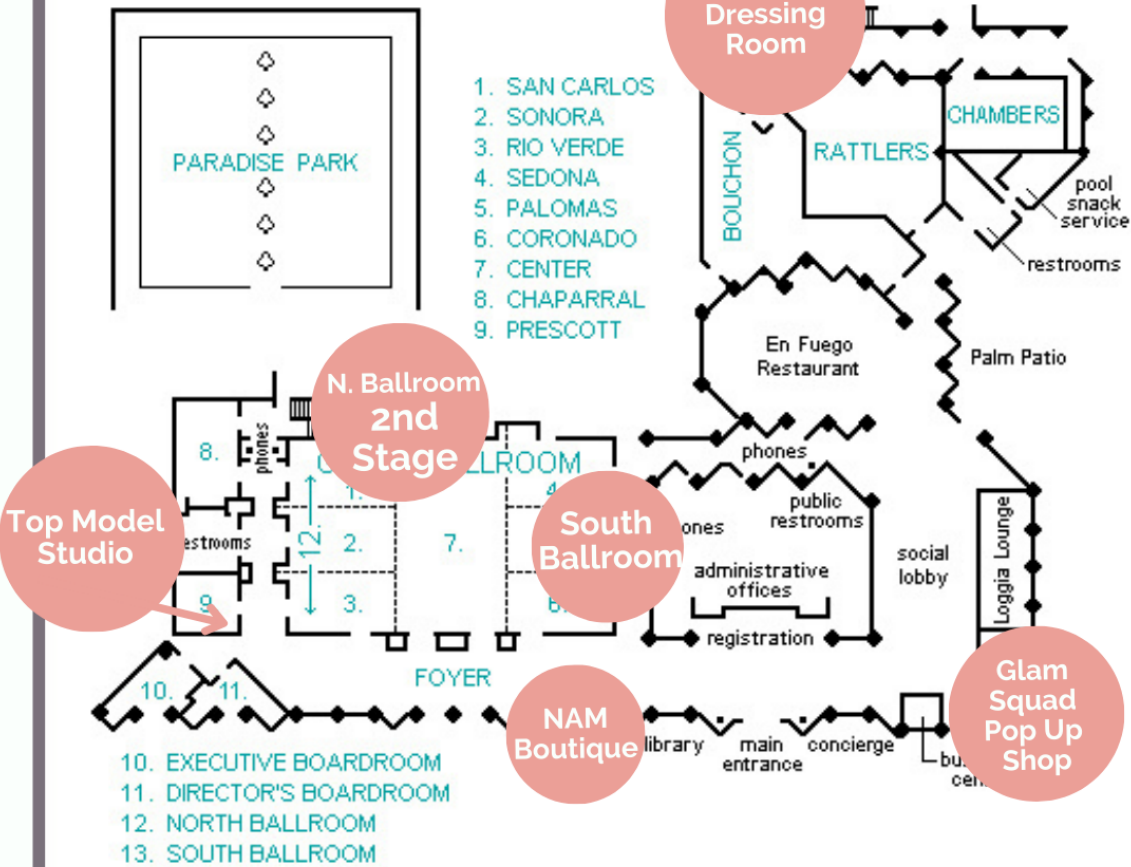 Dressing
Room
1. SAN CARLOS
2. SONORA
3. RIO VERDE
4. SEDONA
5. PALOMAS
6. CORONADO
7. CENTER
8. CHAPARRAL
9. PRESCOTT
PARADISE PARK
BOUCHON
RATTLERS
CHAMBERS
pool
snack
service
restrooms
En Fuego
Restaurant
Palm Patio
N. Ballroom
2nd
Stage
8.
phones
1.
4.
2.
7.
12.
3.
6.
9.
Top Model
Studio
South
Ballroom
phones
public
restrooms
administrative
offices
registration
social
lobby
Loggia Lounge
10.
11.
FOYER
NAM
Boutique
library
main
entrance
concierge
Glam
Squad
Pop Up
Shop
10. EXECUTIVE BOARDROOM
11. DIRECTOR'S BOARDROOM
12. NORTH BALLROOM
13. SOUTH BALLROOM